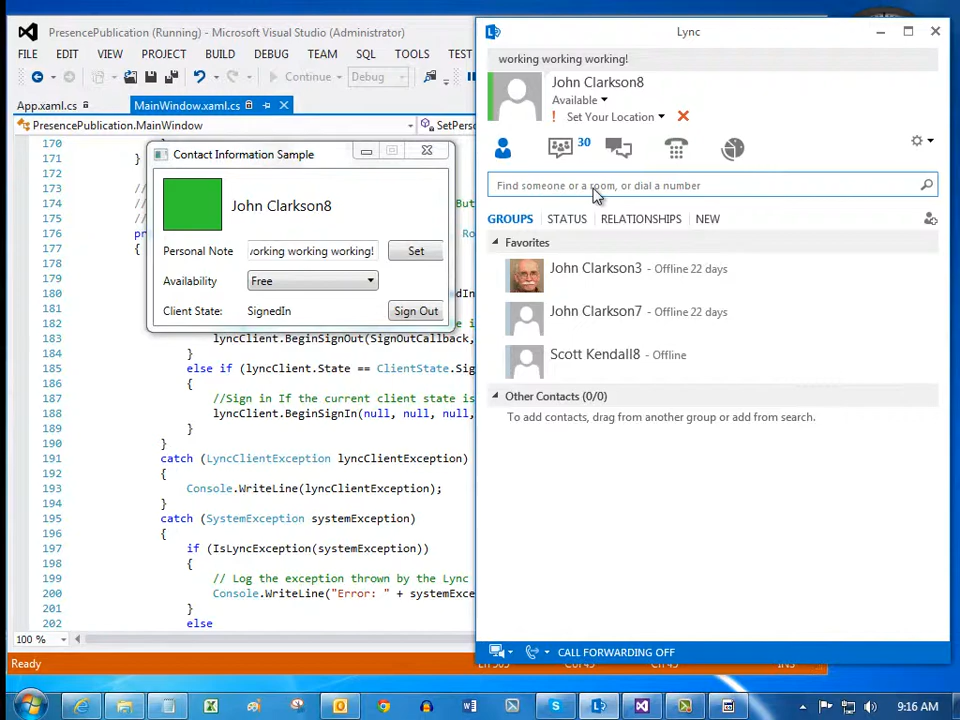 PresencePublication (Running) - Microsoft Visual Studio (Administrator)
FILE EDIT VIEW PROJECT BUILD DEBUG TEAM SQL TOOLS TEST
Continue Debug
App.xaml.cs MainWindow.xaml.cs
PresencePublication.MainWindow
170
171 }
172
173
174
175
176
177 {
178
179
180
181
182
183 lyncClient.BeginSignOut(SignOutCallback,
184 }
185 else if (lyncClient.State == ClientState.Sig
186 {
187 //Sign in If the current client state is
188 lyncClient.BeginSignIn(null, null, null,
189 }
190 }
191 catch (LyncClientException lyncClientException)
192 {
193 Console.WriteLine(lyncClientException);
194 }
195 catch (SystemException systemException)
196 {
197 if (IsLyncException(systemException))
198 {
199 // Log the exception thrown by the Lync
200 Console.WriteLine("Error: " + systemExce
201 }
202 else
100 %
Ready
Contact Information Sample
John Clarkson8
Personal Note
orking working working!
Set
Availability
Free
Client State:
SignedIn
Sign Out
Lync
working working working!
John Clarkson8
Available
! Set Your Location
30
Find someone or a room, or dial a number
GROUPS STATUS RELATIONSHIPS NEW
Favorites
John Clarkson3 - Offline 22 days
John Clarkson7 - Offline 22 days
Scott Kendall8 - Offline
Other Contacts (0/0)
To add contacts, drag from another group or add from search.
CALL FORWARDING OFF
9:16 AM